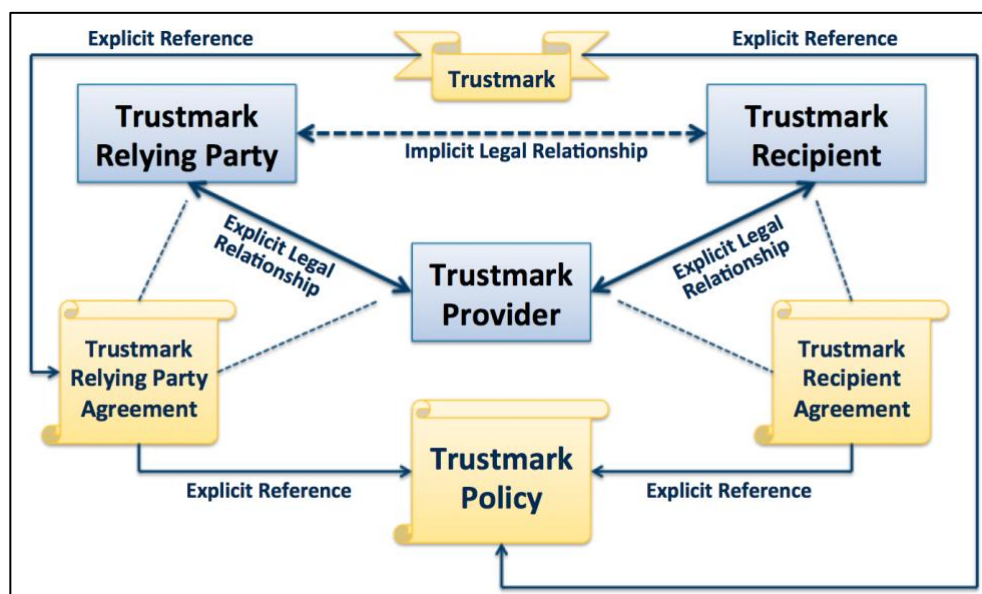 Explicit Reference
Explicit Reference
Trustmark
Trustmark
Relying Party
Implicit Legal Relationship
Trustmark
Recipient
Explicit Legal
Relationship
Trustmark
Provider
Explicit Legal
Relationship
Trustmark
Relying Party
Agreement
Trustmark
Recipient
Agreement
Trustmark
Policy
Explicit Reference
Explicit Reference